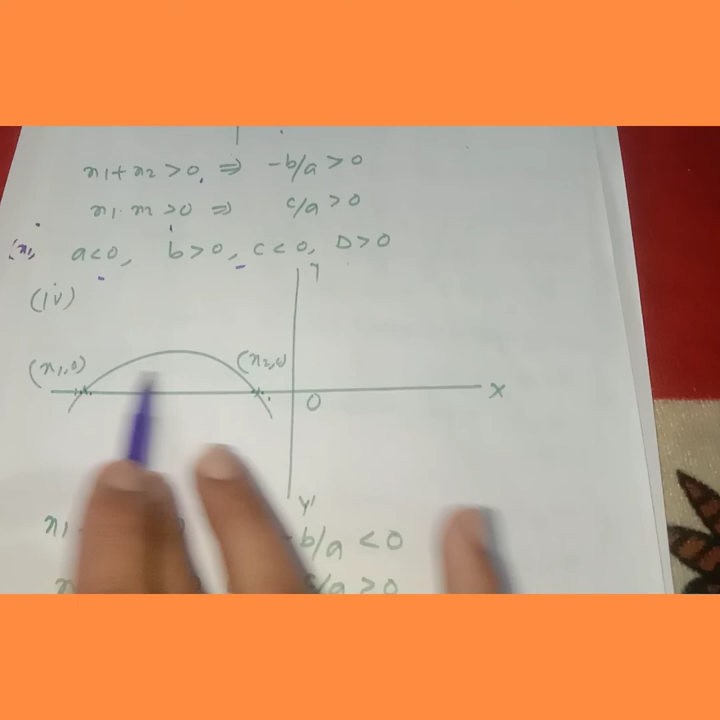 x1 + x2 > 0, ⇒ -b/a > 0
x1 . x2 > 0 ⇒ c/a > 0
a < 0, b > 0, c < 0, D > 0
(iv)
Y
(x1, 0) (x2, 0)
X
O
Y'
x1 -b/a < 0
c/a > 0